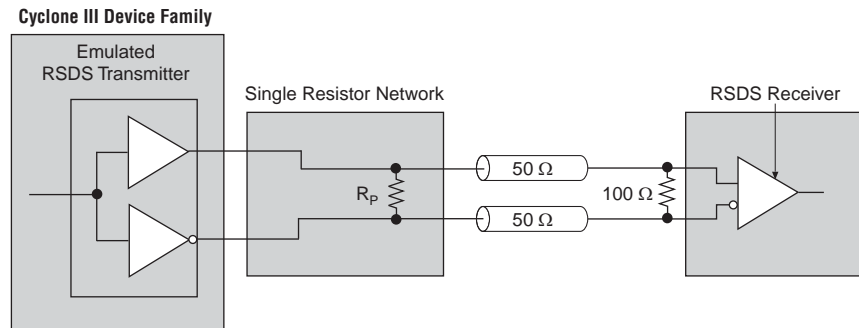 Cyclone III Device Family
Emulated
RSDS Transmitter
Single Resistor Network
RSDS Receiver
50 Ω
R_P
100 Ω
50 Ω